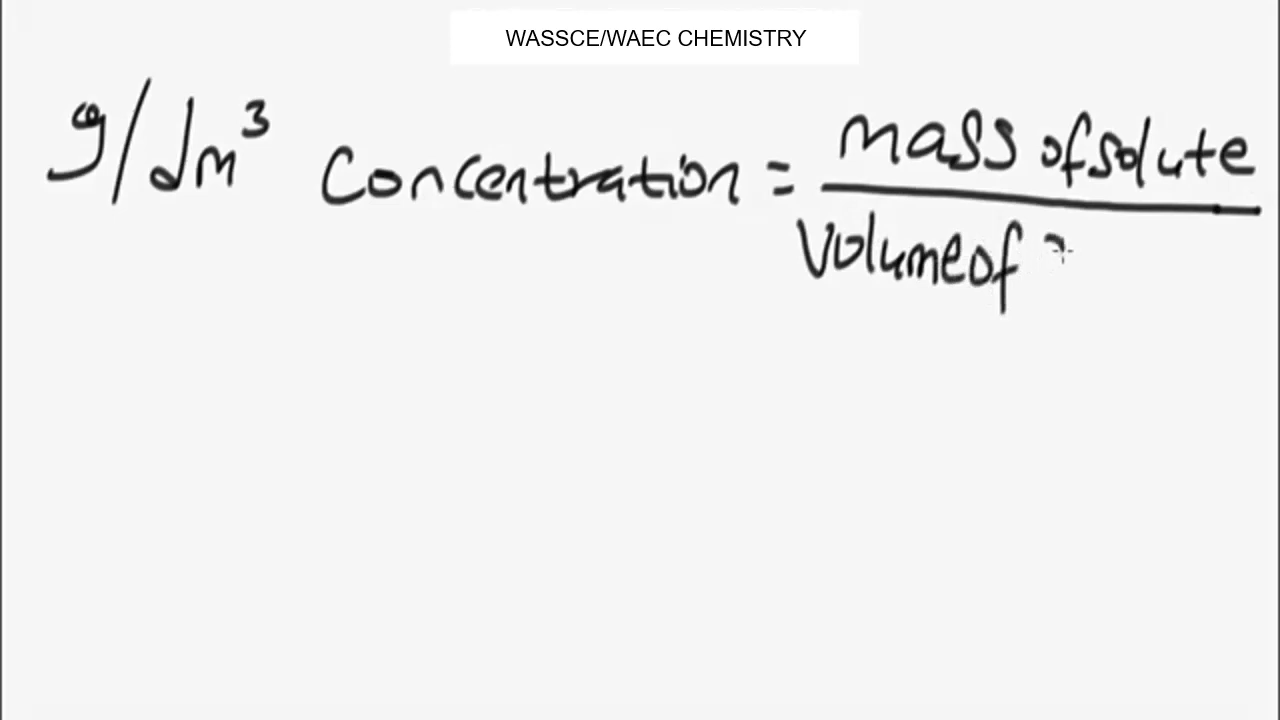 WASSCE/WAEC CHEMISTRY
g/dm³ Concentration = mass of solute
Volume of